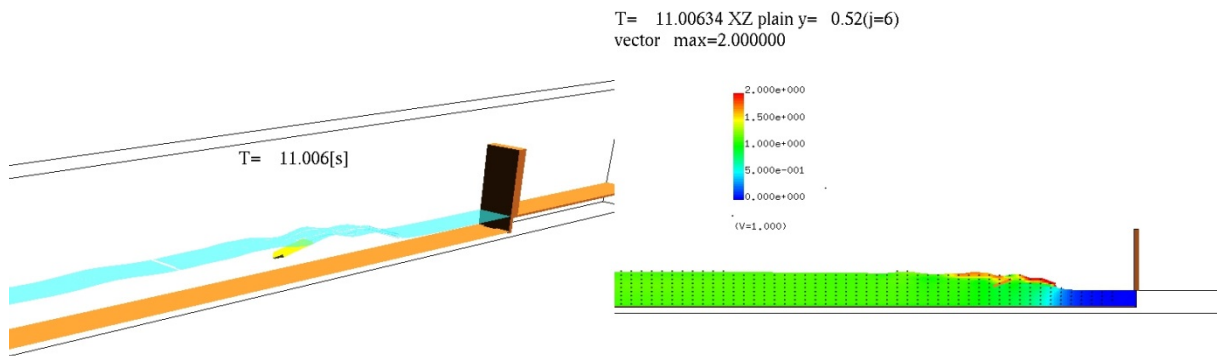 T= 11.006[s]
T= 11.00634 XZ plain y= 0.52(j=6)
vector max=2.000000
2.000e+000
1.500e+000
1.000e+000
5.000e-001
0.000e+000
(V=1.000)